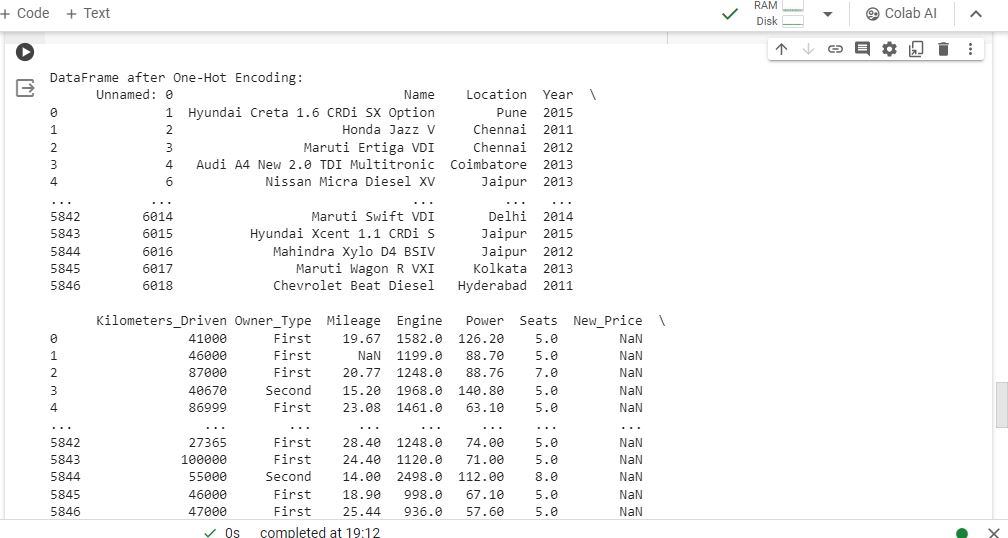 + Code + Text
RAM
Disk
Colab AI
DataFrame after One-Hot Encoding:
Unnamed: 0 Name Location Year \
0 1 Hyundai Creta 1.6 CRDi SX Option Pune 2015
1 2 Honda Jazz V Chennai 2011
2 3 Maruti Ertiga VDI Chennai 2012
3 4 Audi A4 New 2.0 TDI Multitronic Coimbatore 2013
4 6 Nissan Micra Diesel XV Jaipur 2013
... ... ... ... ...
5842 6014 Maruti Swift VDI Delhi 2014
5843 6015 Hyundai Xcent 1.1 CRDi S Jaipur 2015
5844 6016 Mahindra Xylo D4 BSIV Jaipur 2012
5845 6017 Maruti Wagon R VXI Kolkata 2013
5846 6018 Chevrolet Beat Diesel Hyderabad 2011
Kilometers_Driven Owner_Type Mileage Engine Power Seats New_Price \
0 41000 First 19.67 1582.0 126.20 5.0 NaN
1 46000 First NaN 1199.0 88.70 5.0 NaN
2 87000 First 20.77 1248.0 88.76 7.0 NaN
3 40670 Second 15.20 1968.0 140.80 5.0 NaN
4 86999 First 23.08 1461.0 63.10 5.0 NaN
... ... ... ... ... ... ... ...
5842 27365 First 28.40 1248.0 74.00 5.0 NaN
5843 100000 First 24.40 1120.0 71.00 5.0 NaN
5844 55000 Second 14.00 2498.0 112.00 8.0 NaN
5845 46000 First 18.90 998.0 67.10 5.0 NaN
5846 47000 First 25.44 936.0 57.60 5.0 NaN
0s completed at 19:12